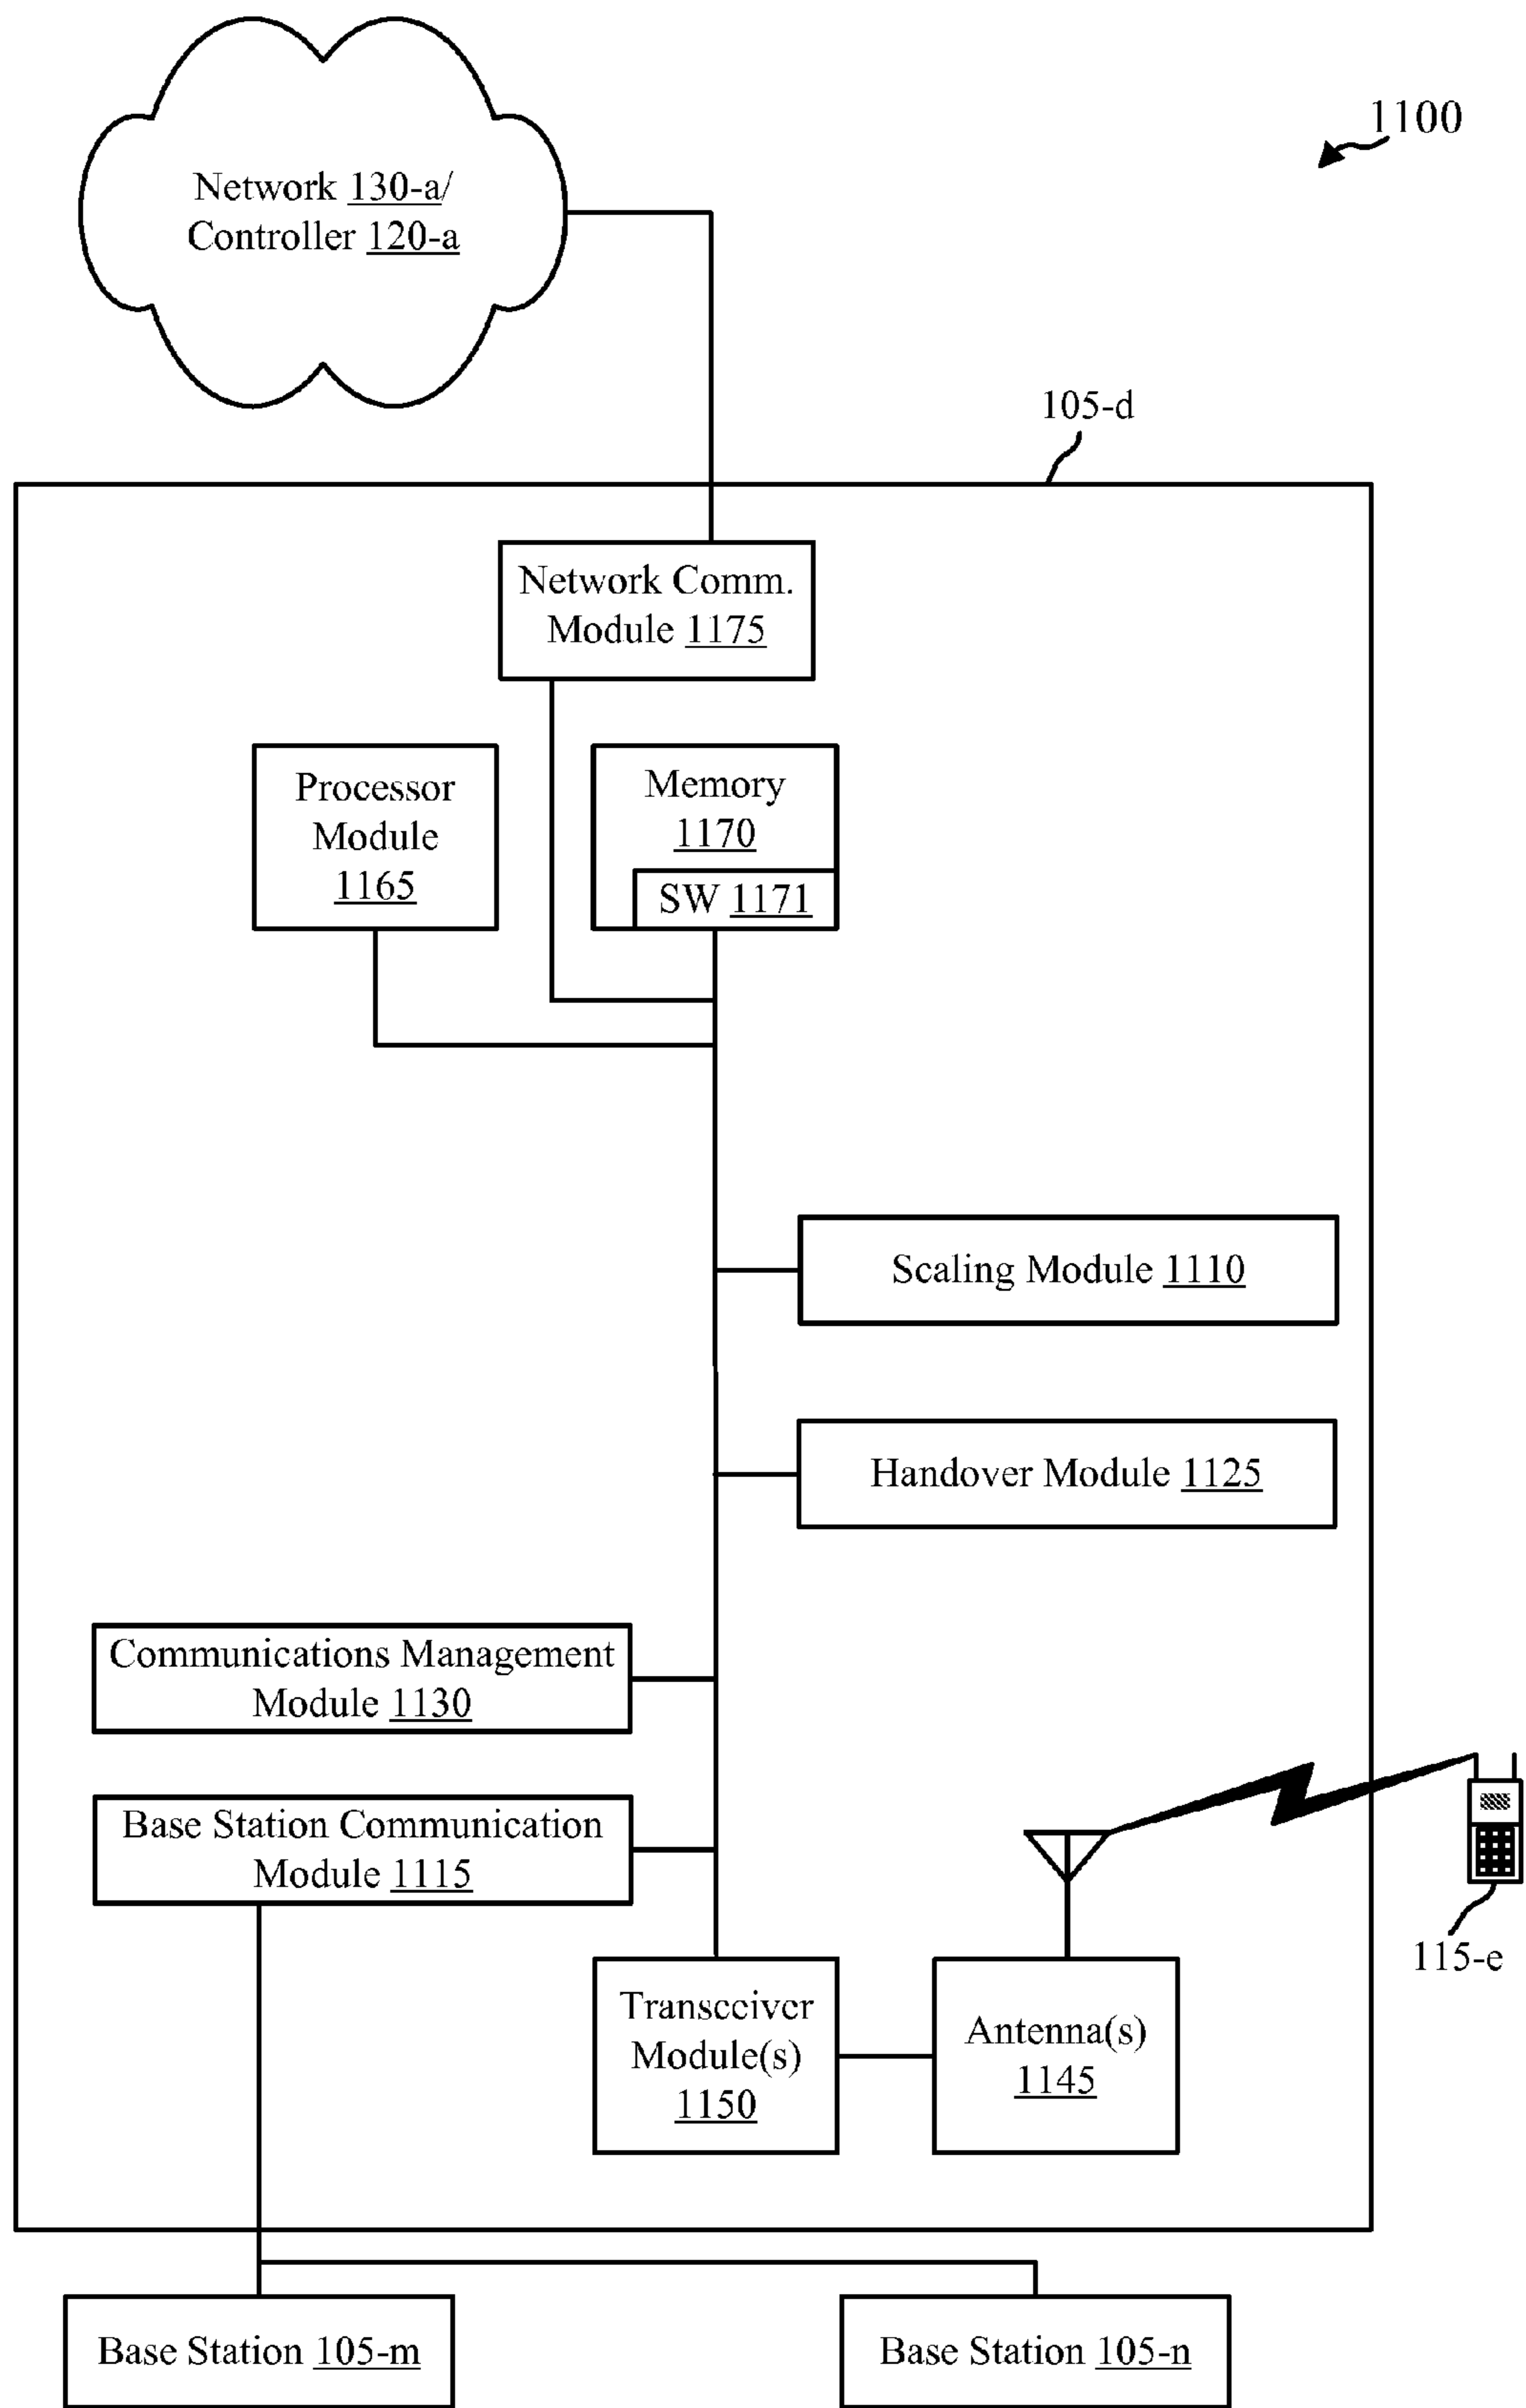 1100
Network 130-a/
Controller 120-a
105-d
Network Comm.
Module 1175
Processor
Module
1165
Memory
1170
SW 1171
Scaling Module 1110
Handover Module 1125
Communications Management
Module 1130
Base Station Communication
Module 1115
Transceiver
Module(s)
1150
Antenna(s)
1145
115-e
Base Station 105-m
Base Station 105-n